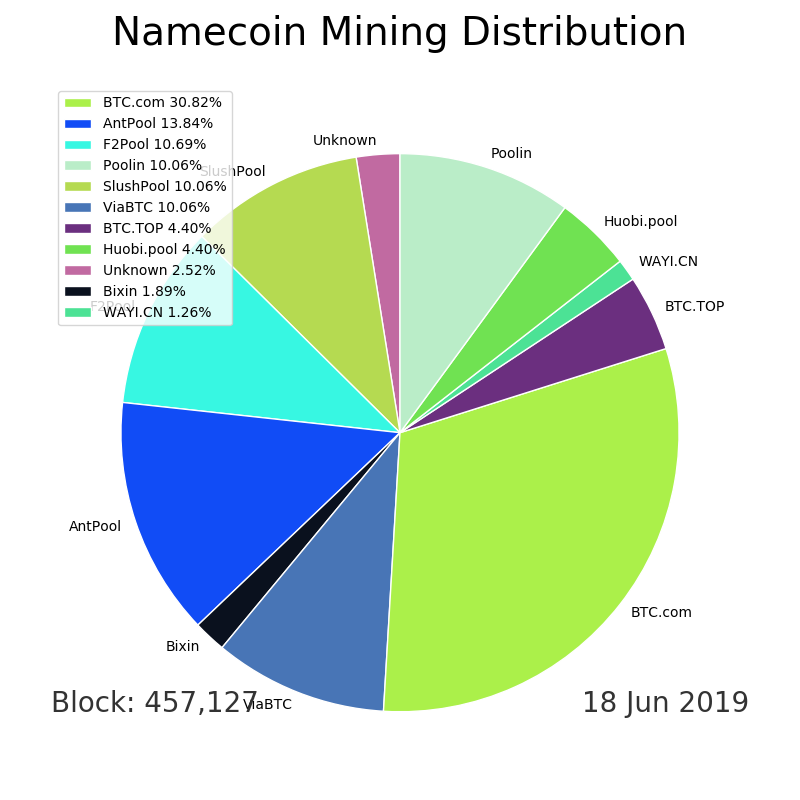 Namecoin Mining Distribution
BTC.com 30.82%
AntPool 13.84%
F2Pool 10.69%
Poolin 10.06%
SlushPool 10.06%
ViaBTC 10.06%
BTC.TOP 4.40%
Huobi.pool 4.40%
Unknown 2.52%
Bixin 1.89%
WAYI.CN 1.26%
Unknown
Poolin
SlushPool
Huobi.pool
WAYI.CN
F2Pool
BTC.TOP
AntPool
BTC.com
Bixin
ViaBTC
Block: 457,127
18 Jun 2019